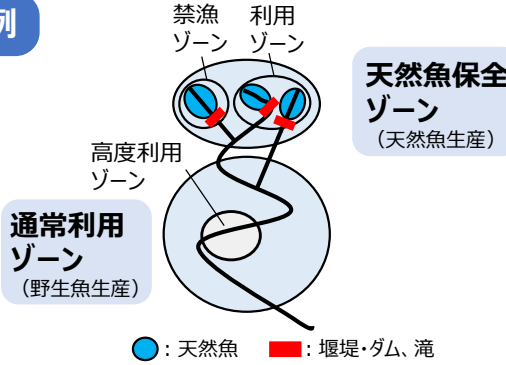 例
禁漁
ゾーン
利用
ゾーン
天然魚保全
ゾーン
（天然魚生産）
高度利用
ゾーン
通常利用
ゾーン
（野生魚生産）
：天然魚
：堰堤・ダム、滝